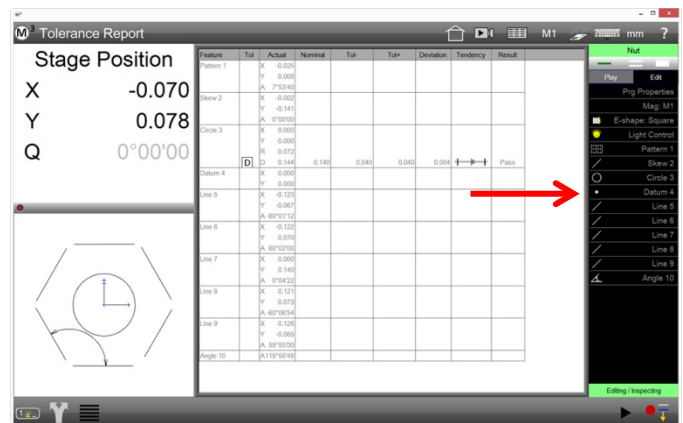 M³ Tolerance Report
M1
mm
?
Stage Position
X -0.070
Y 0.078
Q 0°00'00
Feature Tol Actual Nominal Tol- Tol+ Deviation Tendency Result
Pattern 1 X -0.025
Y 0.008
A 7°53'40
Skew 2 X -0.002
Y -0.141
A 0°00'00
Circle 3 X 0.000
Y 0.000
R 0.072
D D 0.144 0.140 0.040 0.040 0.004 Pass
Datum 4 X 0.000
Y 0.000
Line 5 X -0.123
Y -0.067
A -60°01'12
Line 6 X -0.122
Y 0.070
A 60°02'00
Line 7 X 0.000
Y 0.140
A 0°04'22
Line 8 X 0.121
Y 0.073
A -60°06'54
Line 9 X 0.126
Y -0.065
A 59°55'00
Angle 10 A 119°58'48
Nut
Play Edit
Prg Properties
Mag: M1
E-shape: Square
Light Control
Pattern 1
Skew 2
Circle 3
Datum 4
Line 5
Line 6
Line 7
Line 8
Line 9
Angle 10
Editing / Inspecting